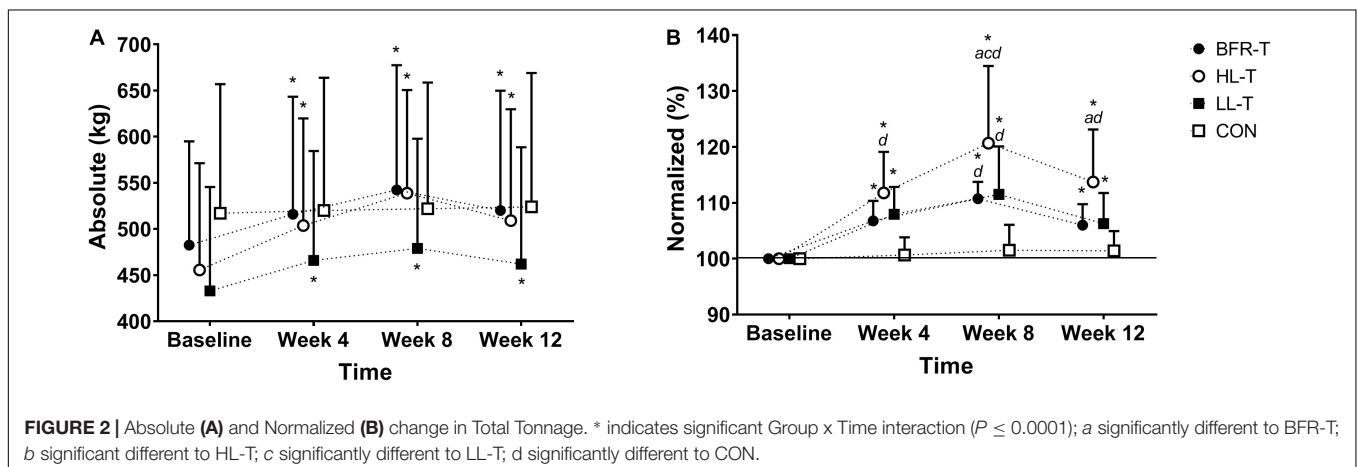 A
700
650
600
550
500
450
400
Absolute (kg)
* * * * * *
* * *
Baseline Week 4 Week 8 Week 12
Time
B
140
130
120
110
100
90
Normalized (%)
*
d
* *
*
acd
*
d
*
d
*
ad
* *
Baseline Week 4 Week 8 Week 12
Time
BFR-T
HL-T
LL-T
CON
FIGURE 2 | Absolute (A) and Normalized (B) change in Total Tonnage. * indicates significant Group x Time interaction (P ≤ 0.0001); a significantly different to BFR-T;
b significant different to HL-T; c significantly different to LL-T; d significantly different to CON.